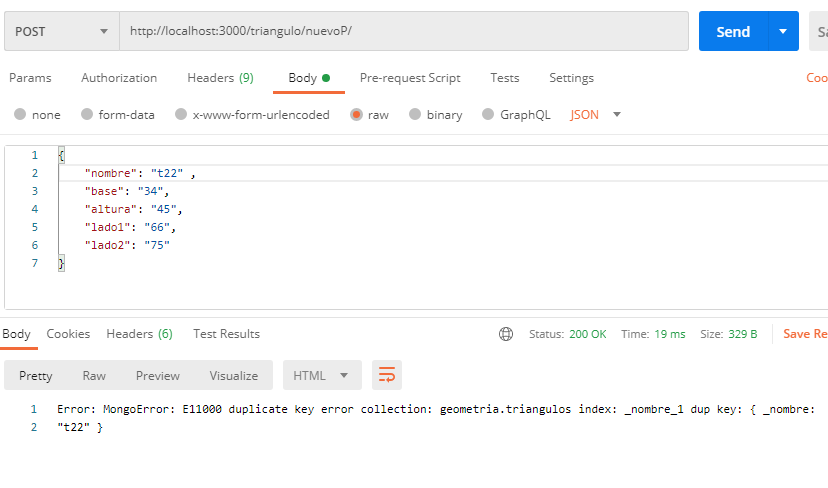 POST http://localhost:3000/triangulo/nuevoP/ Send
Params Authorization Headers (9) Body Pre-request Script Tests Settings
none form-data x-www-form-urlencoded raw binary GraphQL JSON
1 {
2 "nombre": "t22" ,
3 "base": "34",
4 "altura": "45",
5 "lado1": "66",
6 "lado2": "75"
7 }
Body Cookies Headers (6) Test Results Status: 200 OK Time: 19 ms Size: 329 B Save Re
Pretty Raw Preview Visualize HTML
1 Error: MongoError: E11000 duplicate key error collection: geometria.triangulos index: _nombre_1 dup key: { _nombre:
2 "t22" }